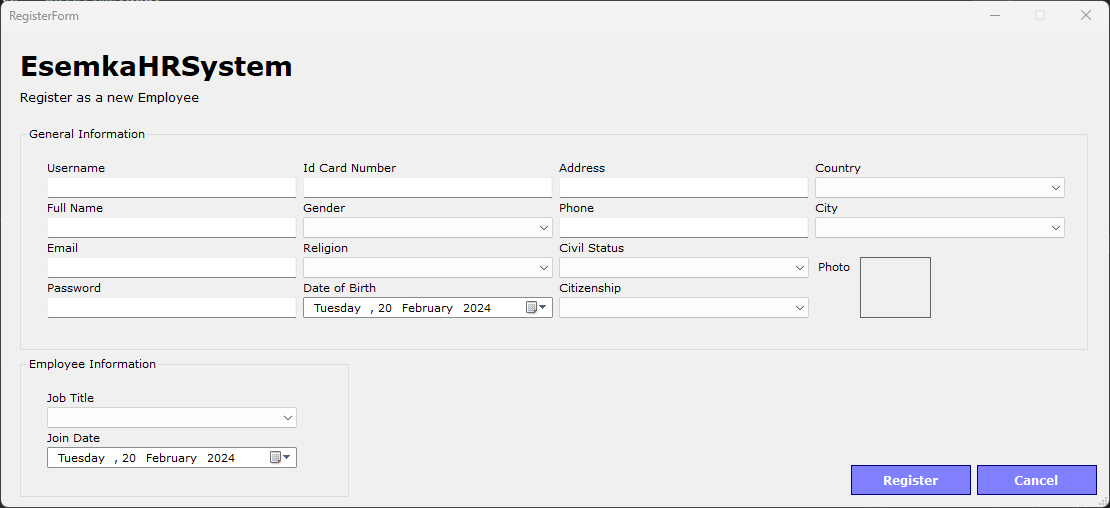 RegisterForm
EsemkaHRSystem
Register as a new Employee
General Information
Username Id Card Number Address Country
Full Name Gender Phone City
Email Religion Civil Status
Photo
Password Date of Birth Citizenship
Tuesday , 20 February 2024
Employee Information
Job Title
Join Date
Tuesday , 20 February 2024
Register Cancel